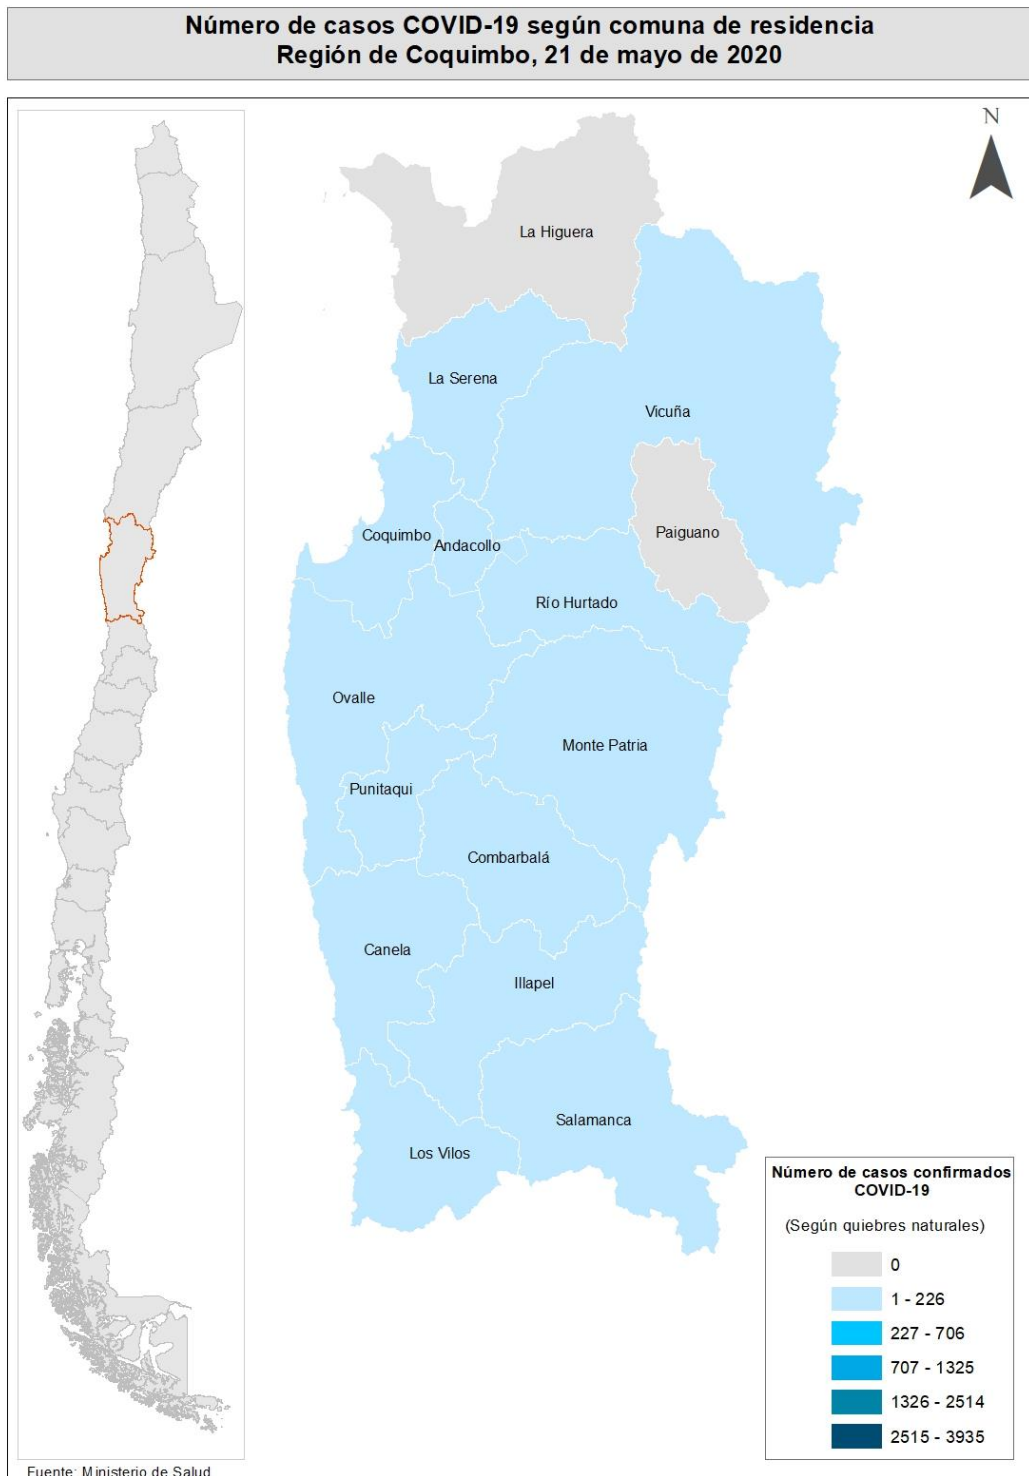 Número de casos COVID-19 según comuna de residencia
Región de Coquimbo, 21 de mayo de 2020
N
La Higuera
La Serena
Vicuña
Coquimbo
Andacollo
Paiguano
Río Hurtado
Ovalle
Monte Patria
Punitaqui
Combarbalá
Canela
Illapel
Salamanca
Los Vilos
Número de casos confirmados
COVID-19
(Según quiebres naturales)
0
1 - 226
227 - 706
707 - 1325
1326 - 2514
2515 - 3935
Fuente: Ministerio de Salud